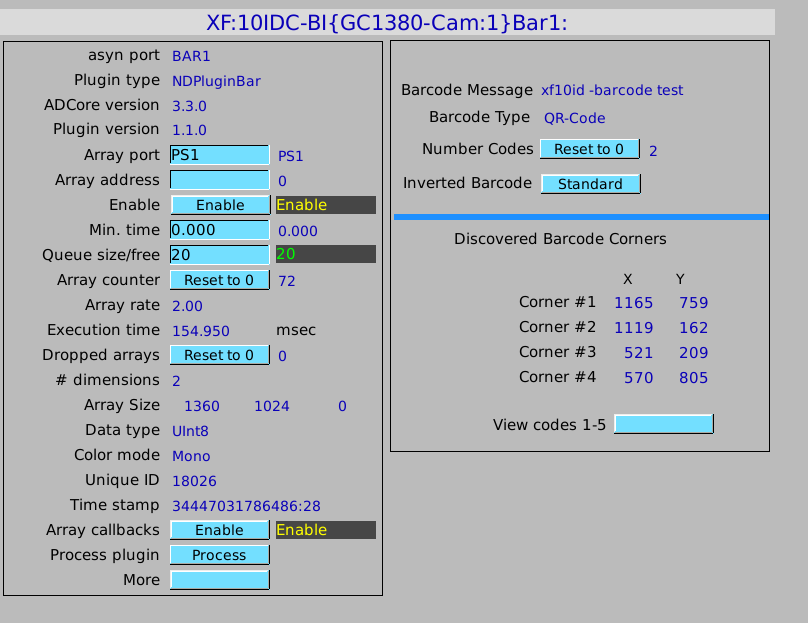 XF:10IDC-BI{GC1380-Cam:1}Bar1:
asyn port BAR1
Plugin type NDPluginBar
ADCore version 3.3.0
Plugin version 1.1.0
Array port PS1 PS1
Array address 0
Enable Enable Enable
Min. time 0.000 0.000
Queue size/free 20 20
Array counter Reset to 0 72
Array rate 2.00
Execution time 154.950 msec
Dropped arrays Reset to 0 0
# dimensions 2
Array Size 1360 1024 0
Data type UInt8
Color mode Mono
Unique ID 18026
Time stamp 34447031786486:28
Array callbacks Enable Enable
Process plugin Process
More
Barcode Message xf10id -barcode test
Barcode Type QR-Code
Number Codes Reset to 0 2
Inverted Barcode Standard
Discovered Barcode Corners
X Y
Corner #1 1165 759
Corner #2 1119 162
Corner #3 521 209
Corner #4 570 805
View codes 1-5